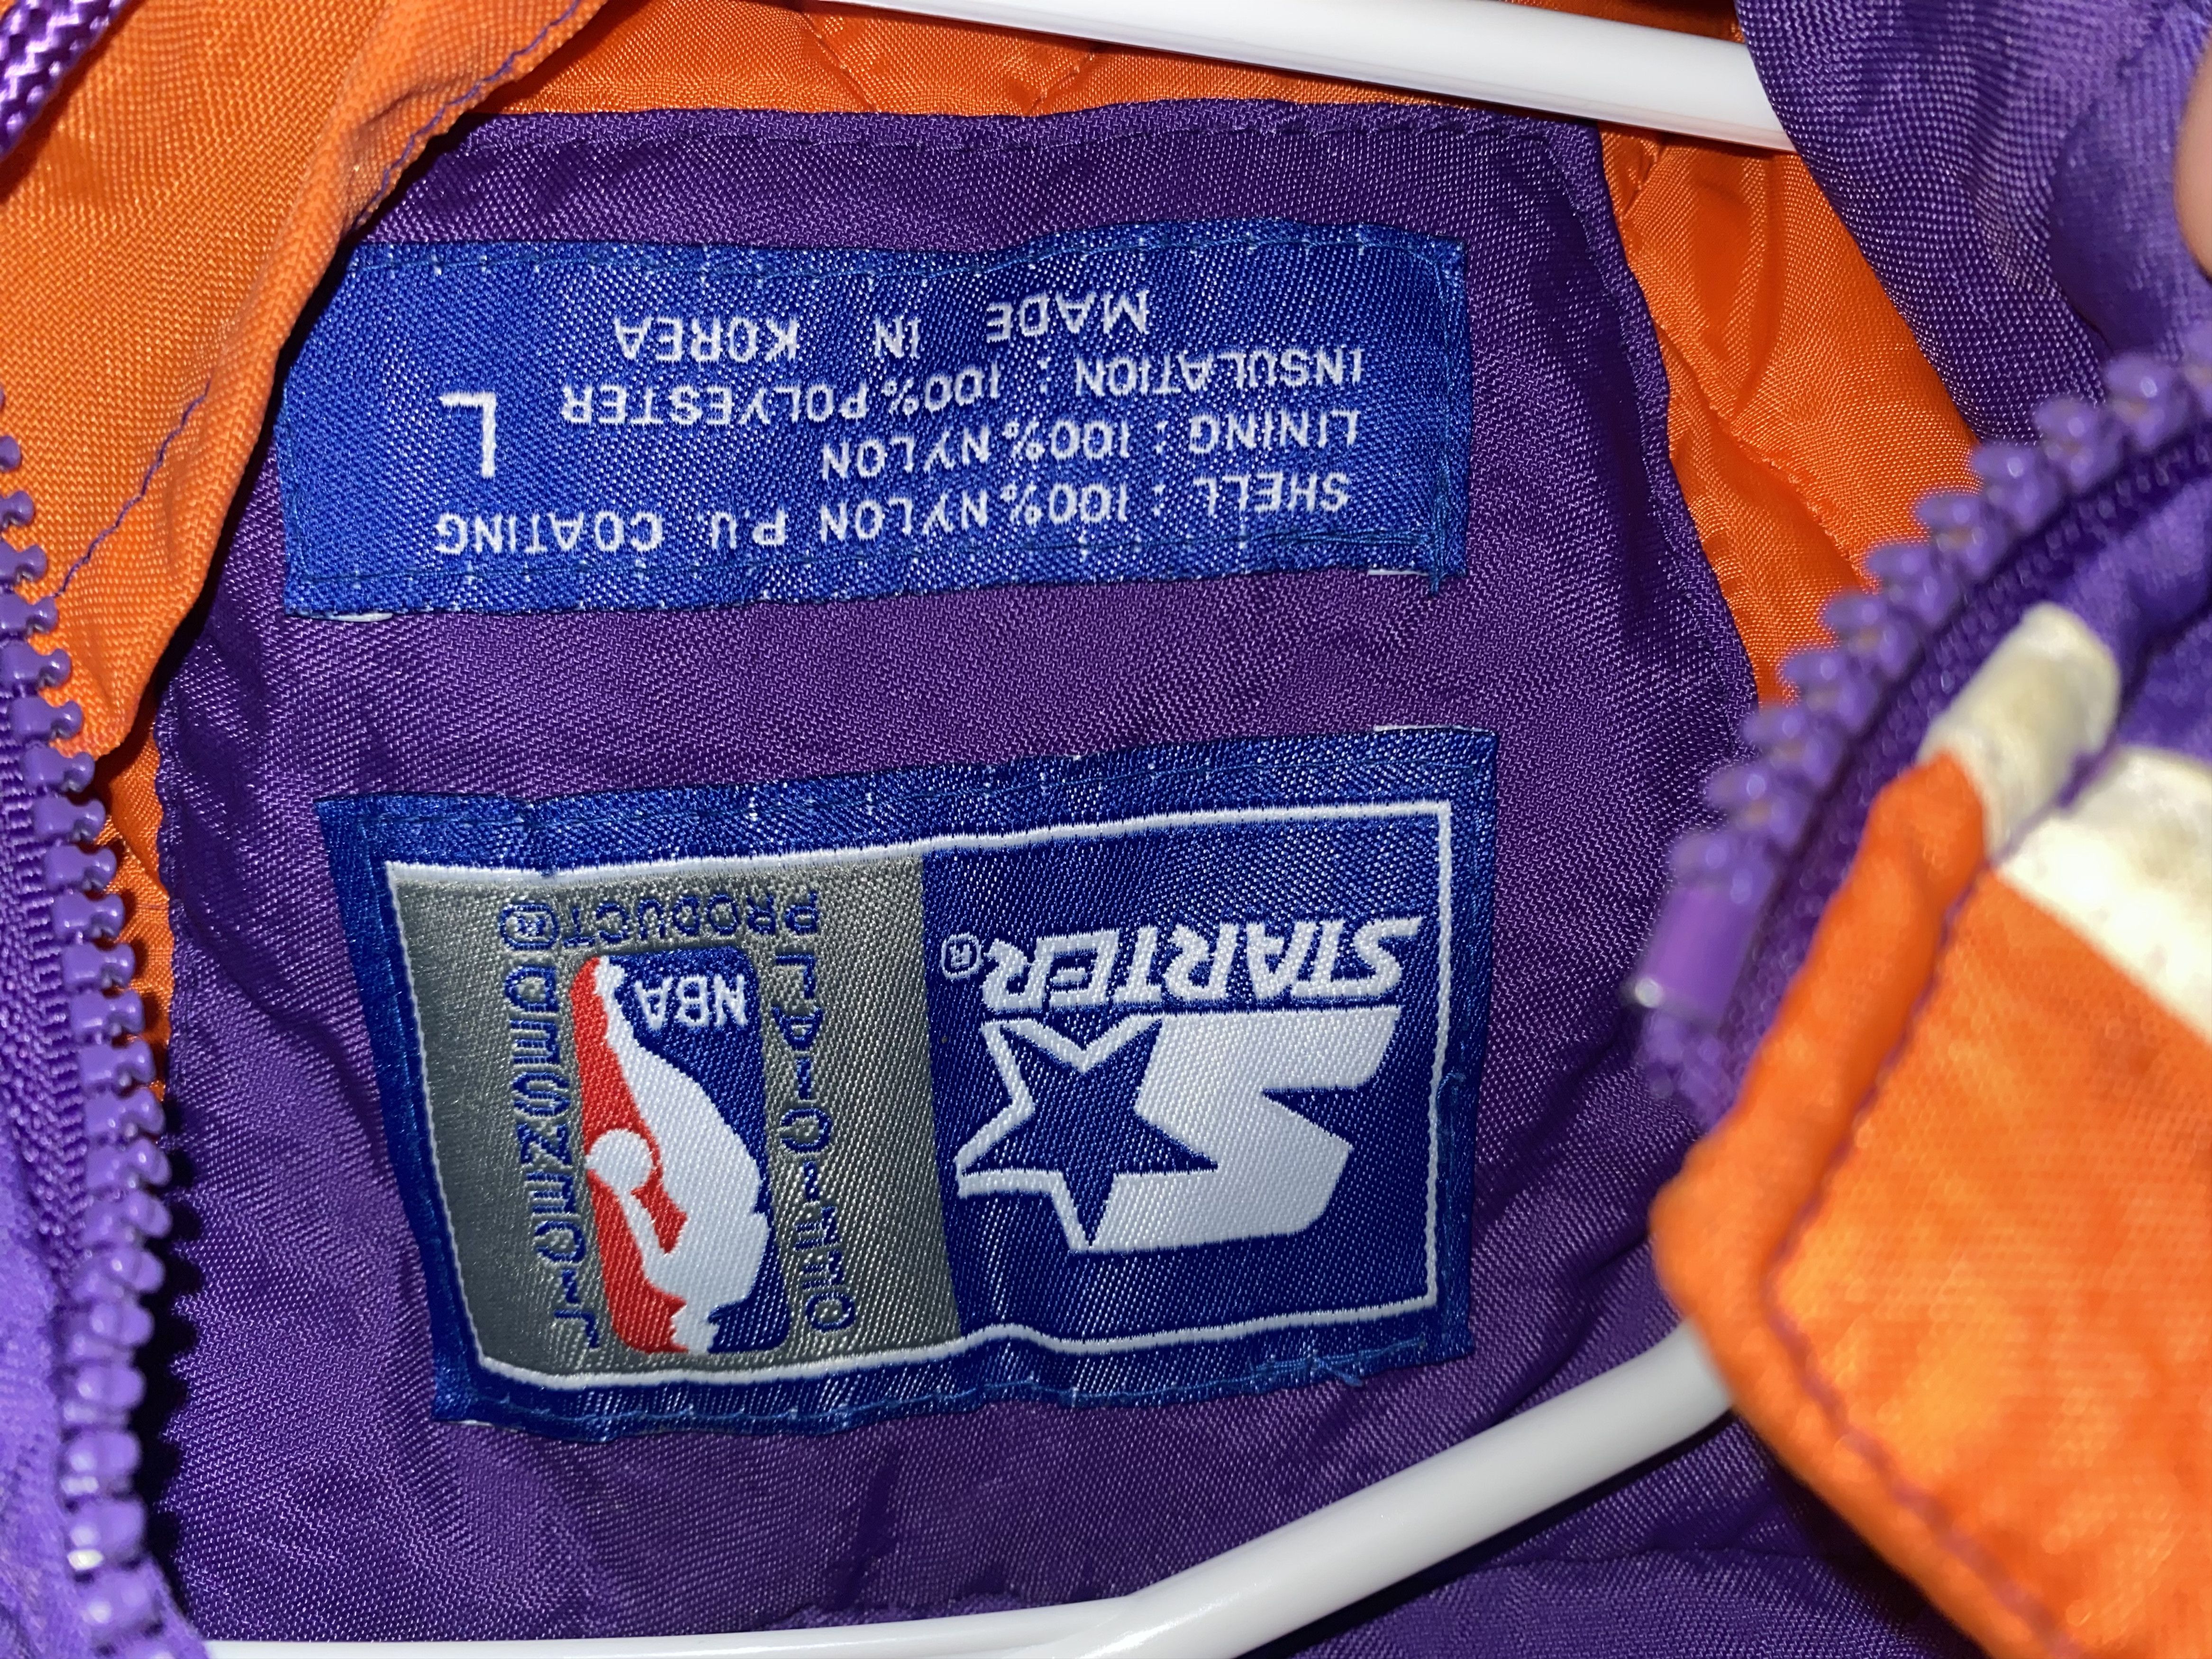 STARTER®
OFFICIAL
LICENSED
NBA
PRODUCT®
SHELL : 100% NYLON P.U COATING
LINING : 100% NYLON
INSULATION : 100% POLYESTER
L
MADE IN KOREA